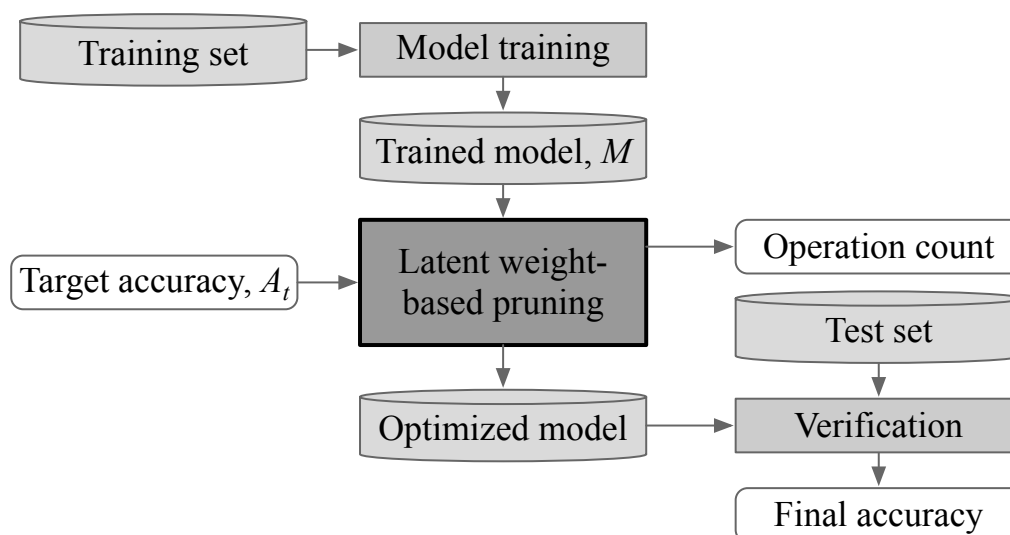 Training set
Model training
Trained model, M
Latent weight-
based pruning
Operation count
Target accuracy, A_t
Test set
Optimized model
Verification
Final accuracy